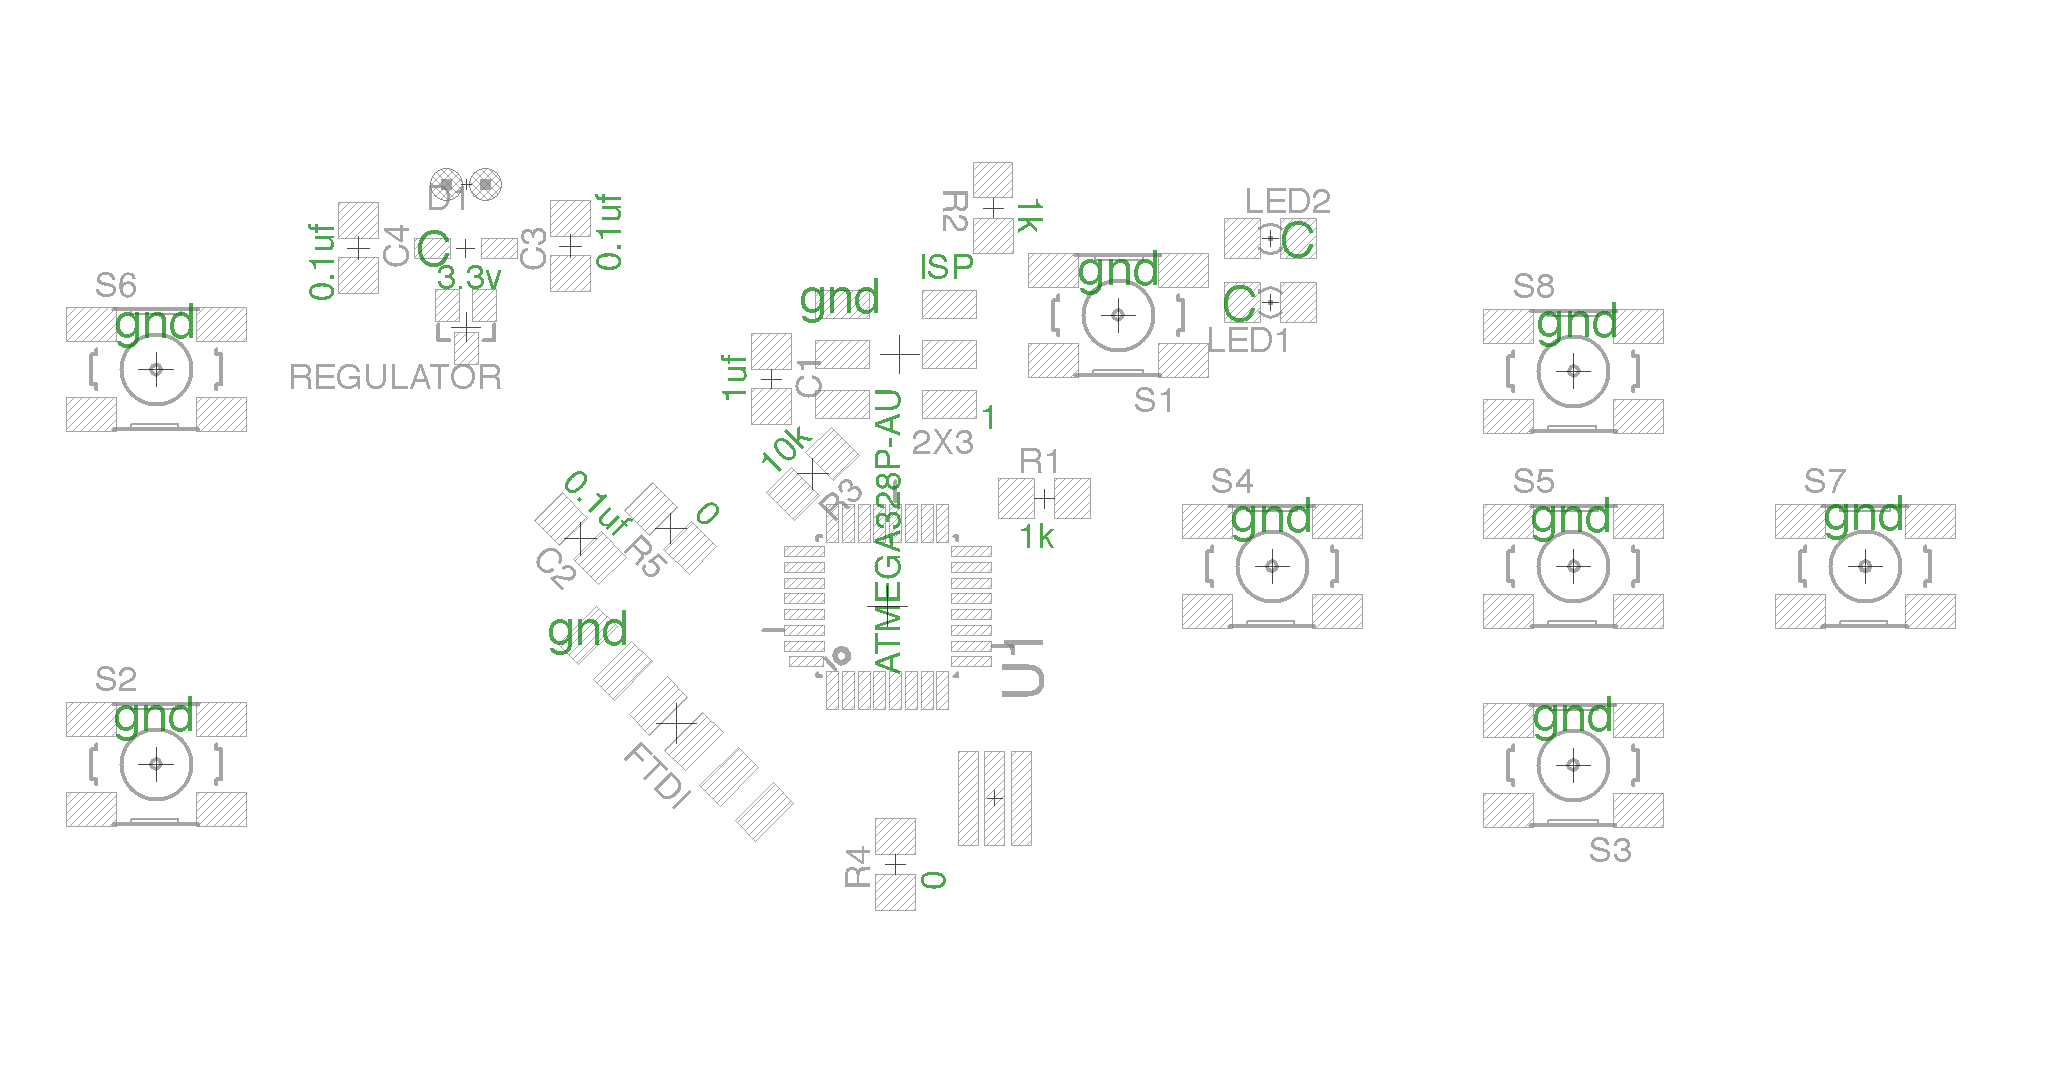 D1
R2
1k
LED2
0.1uf
C4
C
C3
0.1uf
C
ISP
gnd
3.3v
S6
gnd
gnd
C
LED1
S8
gnd
REGULATOR
1uf
C1
S1
1
2X3
10k
R3
ATMEGA328P-AU
R1
1k
0.1uf
C2
0
R5
S4
gnd
S5
gnd
S7
gnd
gnd
U1
S2
gnd
FTDI
gnd
S3
R4
0